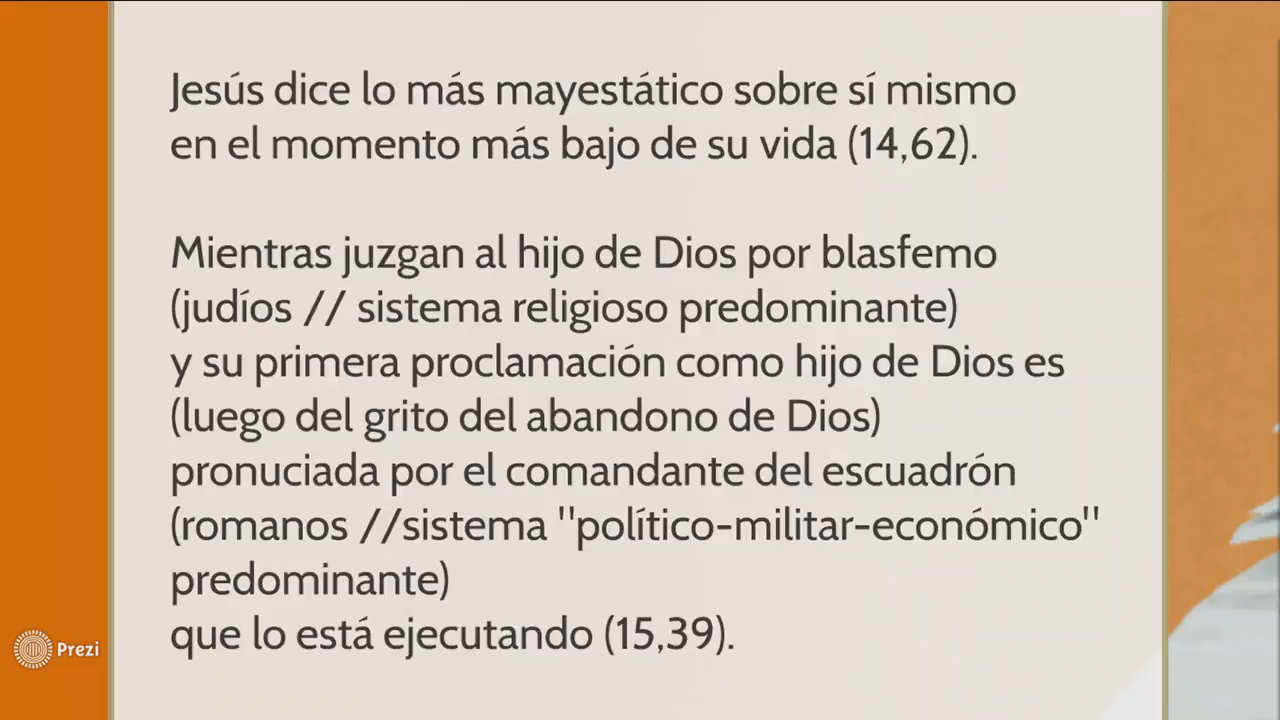 Jesús dice lo más mayestático sobre sí mismo
en el momento más bajo de su vida (14,62).
Mientras juzgan al hijo de Dios por blasfemo
(judíos // sistema religioso predominante)
y su primera proclamación como hijo de Dios es
(luego del grito del abandono de Dios)
pronuciada por el comandante del escuadrón
(romanos //sistema "político-militar-económico"
predominante)
que lo está ejecutando (15,39).
Prezi